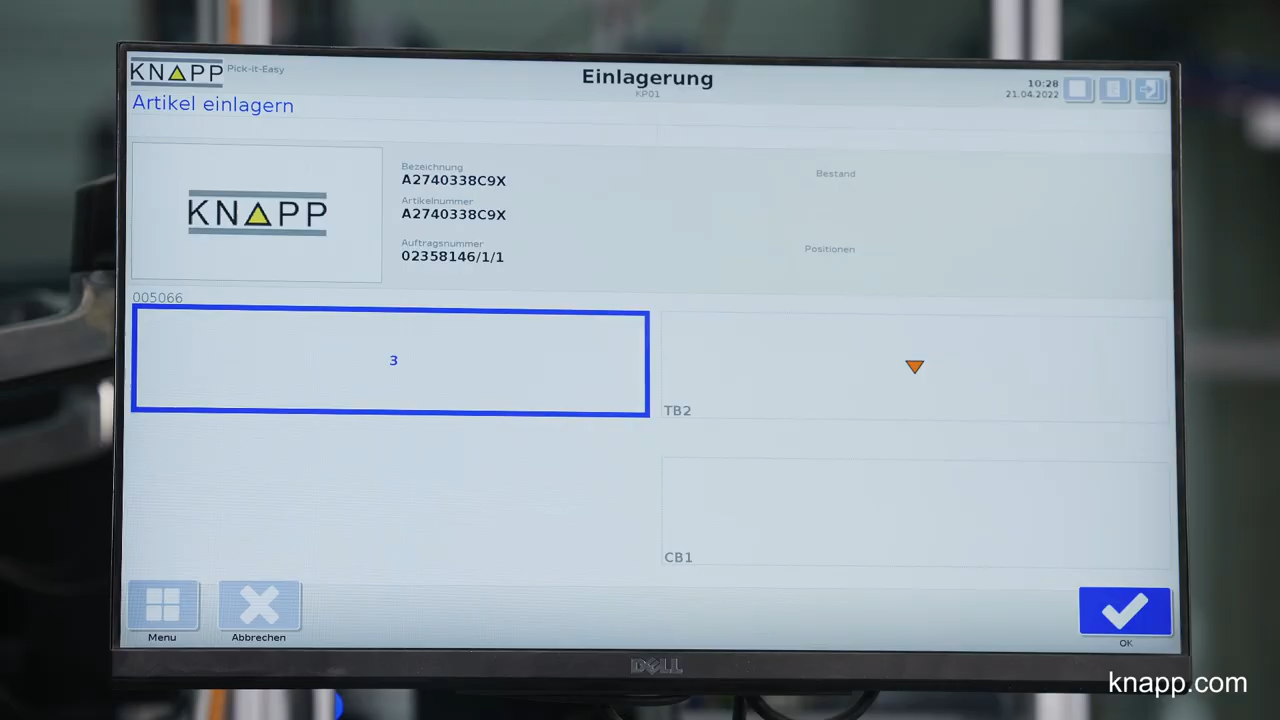 KNAPP Pick-it-Easy
Einlagerung
KP01
10:28
21.04.2022
Artikel einlagern
KNAPP
Bezeichnung
A2740338C9X
Artikelnummer
A2740338C9X
Auftragsnummer
02358146/1/1
Bestand
Positionen
005066
3
TB2
CB1
Menu
Abbrechen
OK
DELL
knapp.com